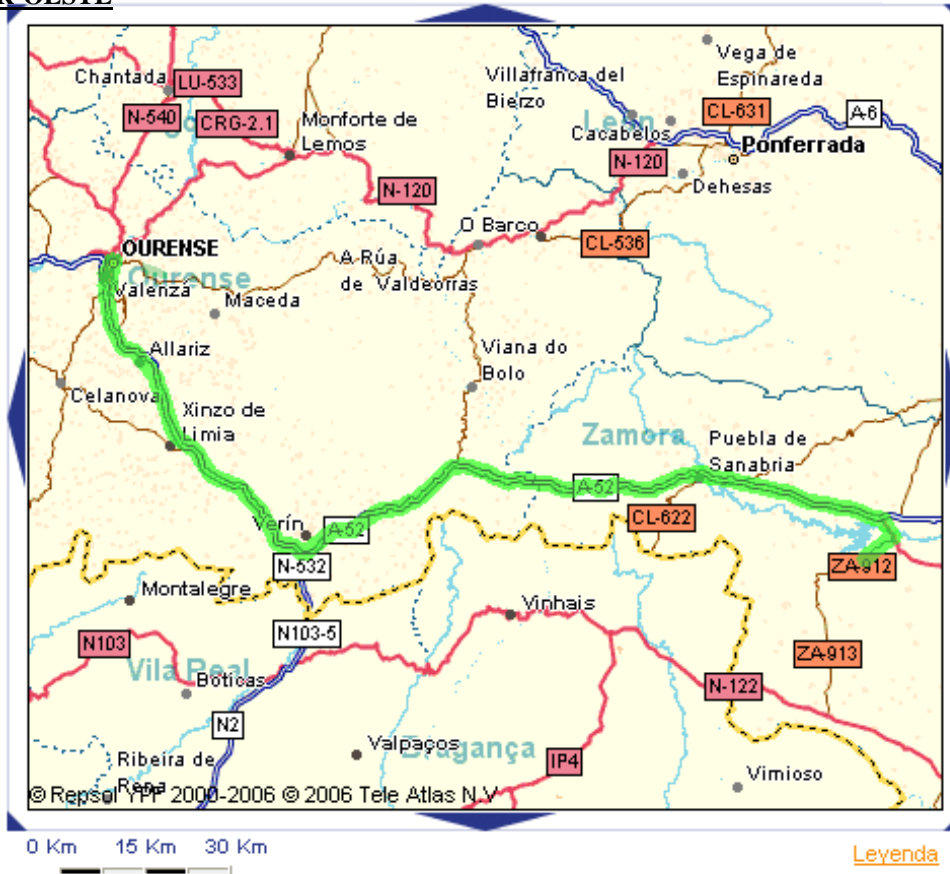 OESTE
Chantada
LU-533
N-540
CRG-2.1
Monforte de
Lemos
Villafranca del
Bierzo
Vega de
Espinareda
CL-631
A-6
León
Cacabelos
Ponferrada
N-120
Dehesas
N-120
O Barco
CL-536
OURENSE
Ourense
A Rúa
de Valdeorras
Valenzá
Maceda
Allariz
Viana do
Bolo
Celanova
Xinzo de
Limia
Zamora
Puebla de
Sanabria
A-52
Verín
A-52
CL-622
N-532
ZA-912
Montalegre
Vinhais
N103-5
N103
ZA-913
Vila Real
Boticas
N-122
N2
Valpaços
Bragança
IP4
Ribeira de
Pena
Vimioso
© Repsol YPF 2000-2006 © 2006 Tele Atlas N.V
0 Km 15 Km 30 Km
Leyenda